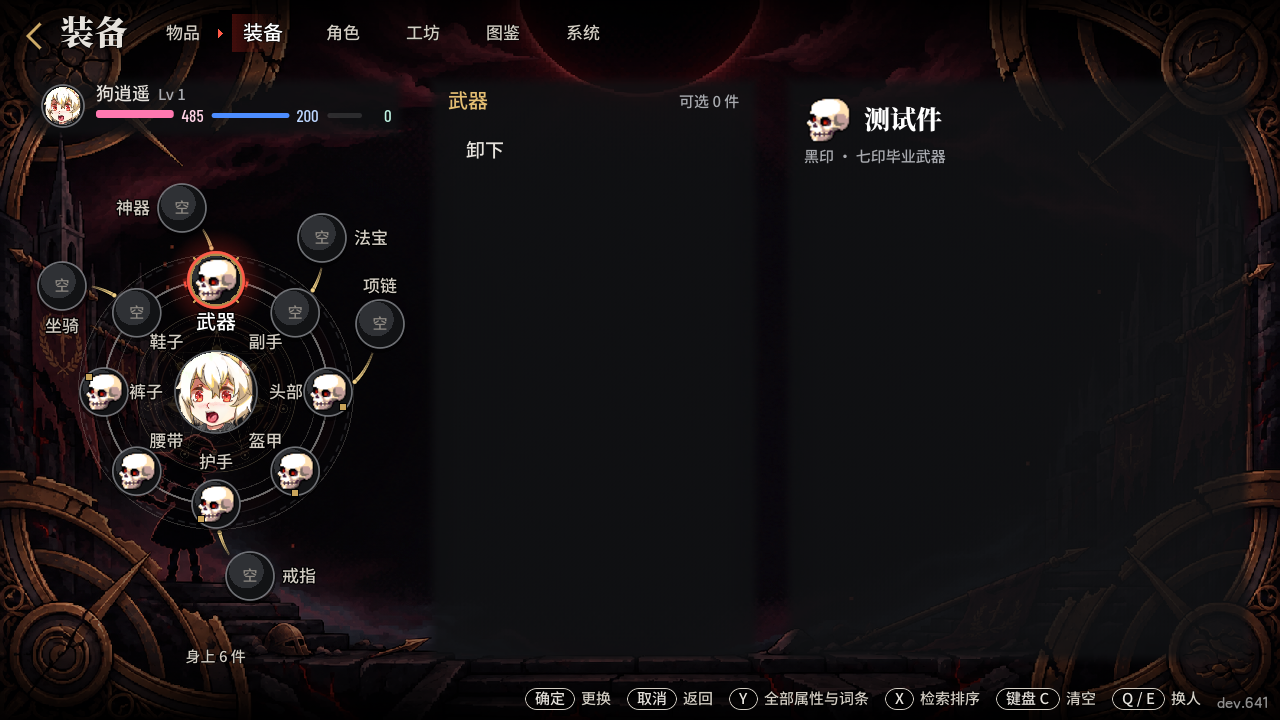 装备
物品 装备 角色 工坊 图鉴 系统
狗逍遥 Lv 1
485 200 0
神器 空
空 法宝
空 坐骑
空 鞋子
武器
空 副手
项链 空
裤子
头部
腰带
盔甲
护手
空 戒指
身上 6 件
武器 可选 0 件
卸下
测试件
黑印 · 七印毕业武器
确定 更换 取消 返回 Y 全部属性与词条 X 检索排序 键盘 C 清空 Q / E 换人 dev.641